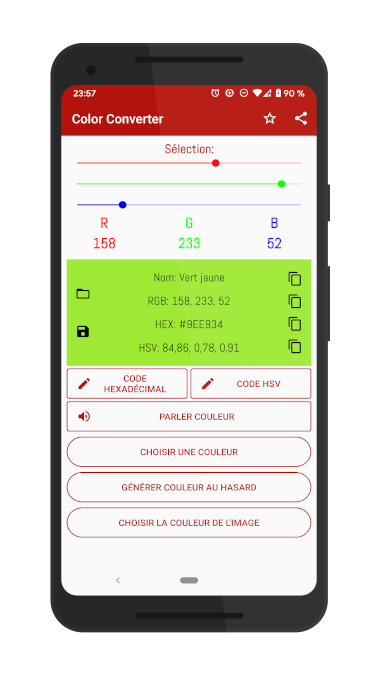 23:57
90 %
Color Converter
Sélection:
R G B
158 233 52
Nom: Vert jaune
RGB: 158, 233, 52
HEX: #9EE934
HSV: 84,86, 0,78, 0,91
CODE
HEXADÉCIMAL
CODE HSV
PARLER COULEUR
CHOISIR UNE COULEUR
GÉNÉRER COULEUR AU HASARD
CHOISIR LA COULEUR DE L'IMAGE